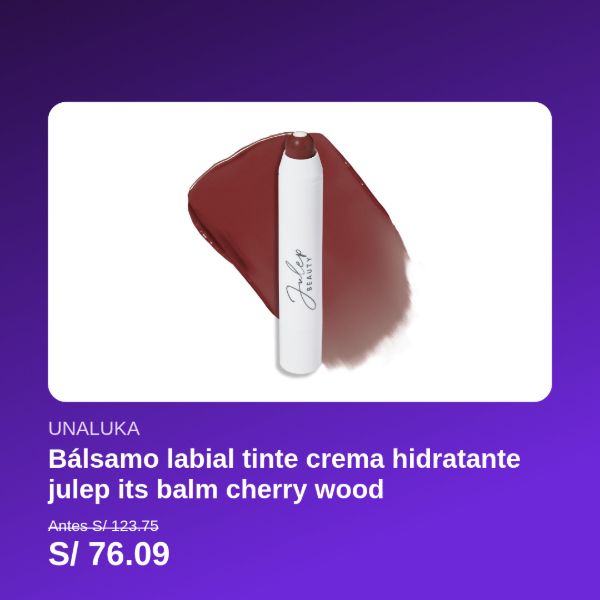 Julep
BEAUTY
UNALUKA
Bálsamo labial tinte crema hidratante
julep its balm cherry wood
Antes S/ 123.75
S/ 76.09